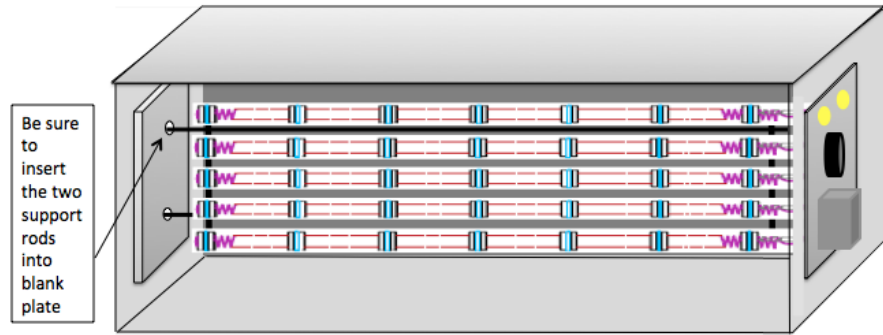 Be sure
to
insert
the two
support
rods
into
blank
plate